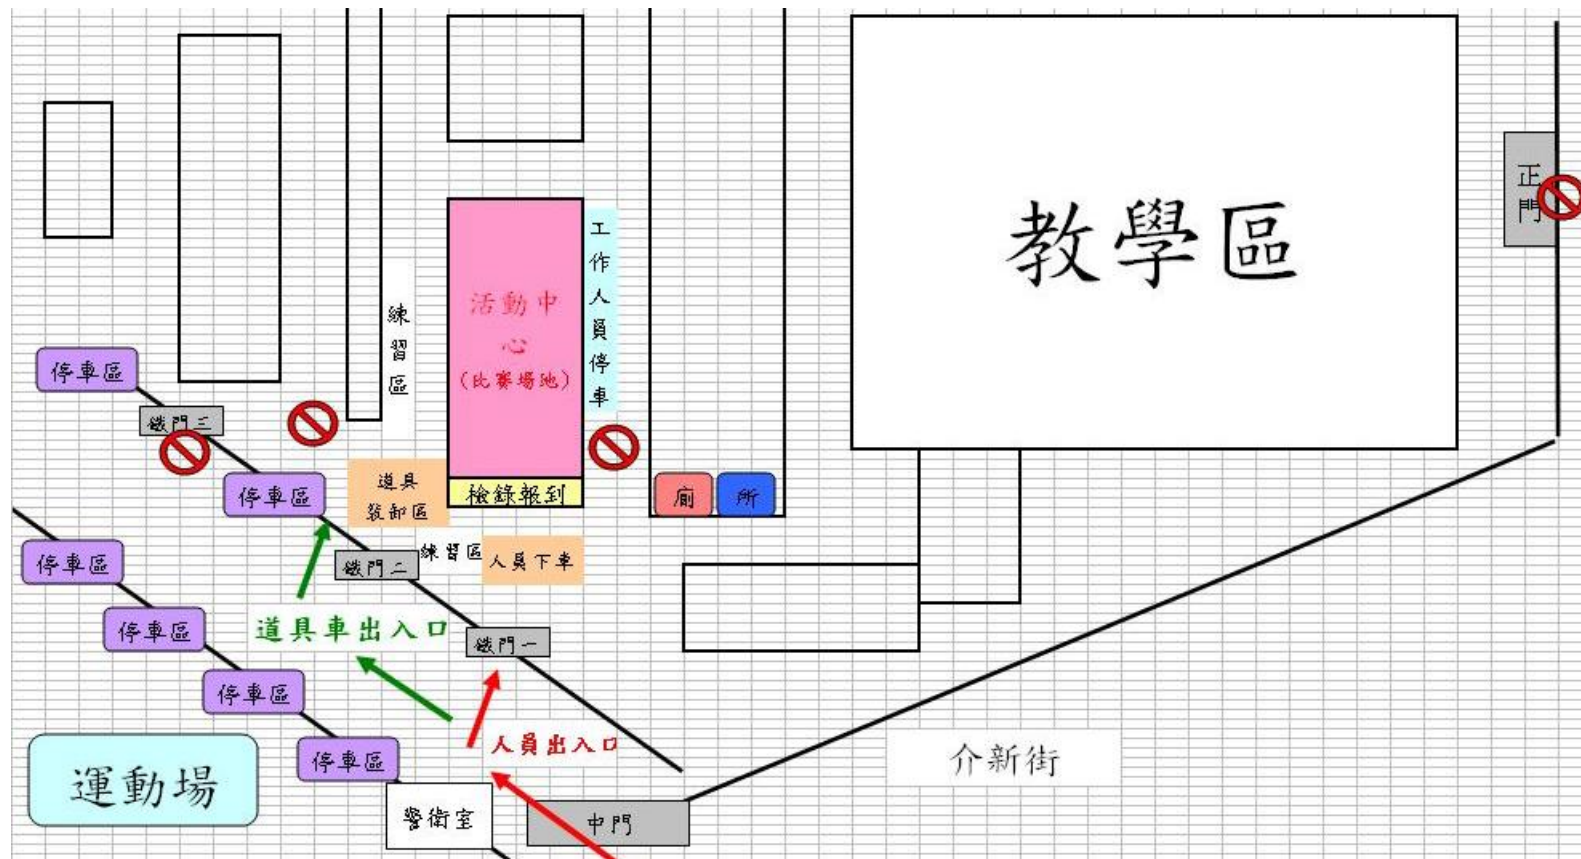 教學區
正
門
工
作
人
員
停
車
活動中
心
(比賽場地)
練
習
區
停車區
鐵門三
停車區
道具
裝卸區
檢錄報到
廁
所
停車區
鐵門二
練習區
人員下車
停車區
道具車出入口
鐵門一
停車區
停車區
人員出入口
運動場
警衛室
中門
介新街